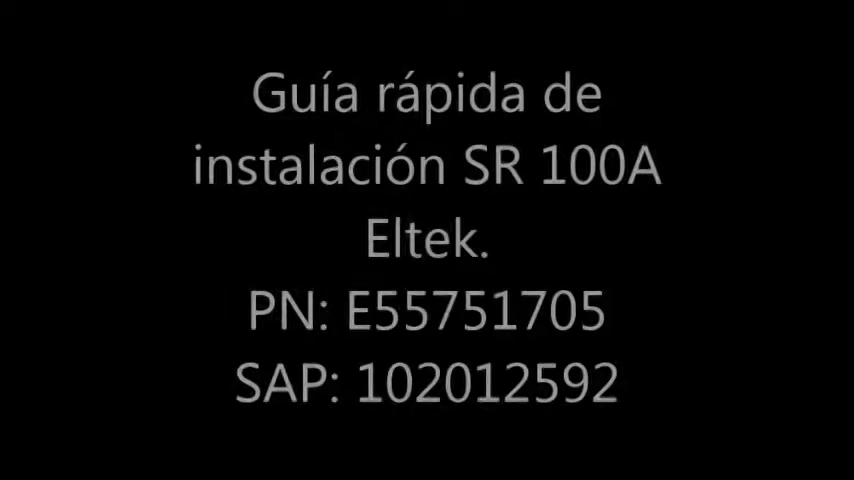 Guía rápida de
instalación SR 100A
Eltek.
PN: E55751705
SAP: 102012592